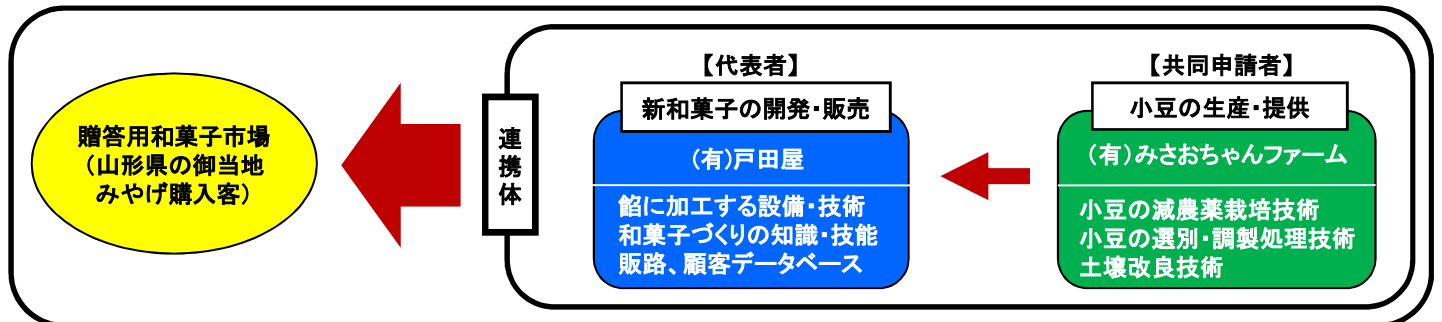 贈答用和菓子市場
（山形県の御当地
みやげ購入客）
連携体
【代表者】
新和菓子の開発・販売
（有）戸田屋
餡に加工する設備・技術
和菓子づくりの知識・技能
販路、顧客データベース
【共同申請者】
小豆の生産・提供
（有）みさおちゃんファーム
小豆の減農薬栽培技術
小豆の選別・調製処理技術
土壌改良技術